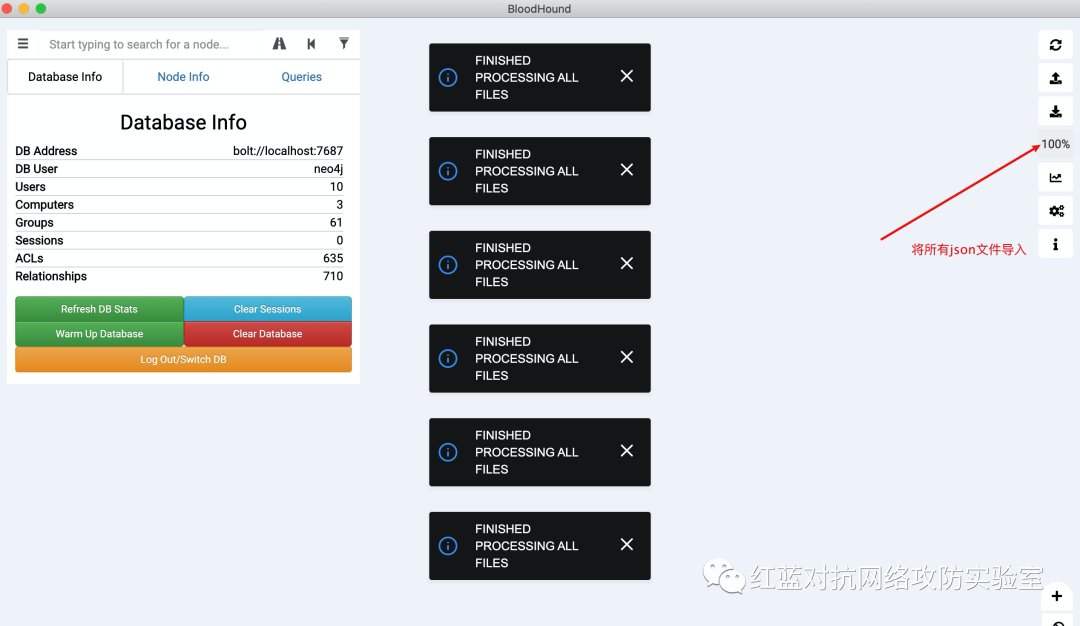 BloodHound
Start typing to search for a node...
Database Info
Node Info
Queries
Database Info
DB Address bolt://localhost:7687
DB User neo4j
Users 10
Computers 3
Groups 61
Sessions 0
ACLs 635
Relationships 710
Refresh DB Stats
Clear Sessions
Warm Up Database
Clear Database
Log Out/Switch DB
FINISHED
PROCESSING ALL
FILES
FINISHED
PROCESSING ALL
FILES
FINISHED
PROCESSING ALL
FILES
FINISHED
PROCESSING ALL
FILES
FINISHED
PROCESSING ALL
FILES
FINISHED
PROCESSING ALL
FILES
100%
将所有json文件导入
红蓝对抗网络攻防实验室